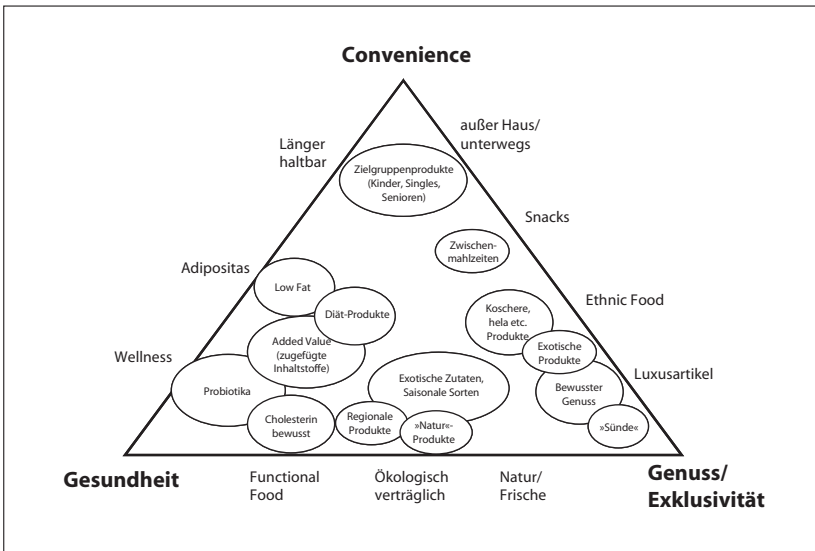 Convenience
außer Haus/
unterwegs
Länger
haltbar
Zielgruppenprodukte
(Kinder, Singles,
Senioren)
Snacks
Zwischen-
mahlzeiten
Adipositas
Low Fat
Diät-Produkte
Ethnic Food
Koschere,
hela etc.
Produkte
Exotische
Produkte
Added Value
(zugefügte
Inhaltstoffe)
Wellness
Luxusartikel
Probiotika
Exotische Zutaten,
Saisonale Sorten
Bewusster
Genuss
Cholesterin
bewusst
Regionale
Produkte
»Natur«-
Produkte
»Sünde«
Gesundheit
Functional
Food
Ökologisch
verträglich
Natur/
Frische
Genuss/
Exklusivität